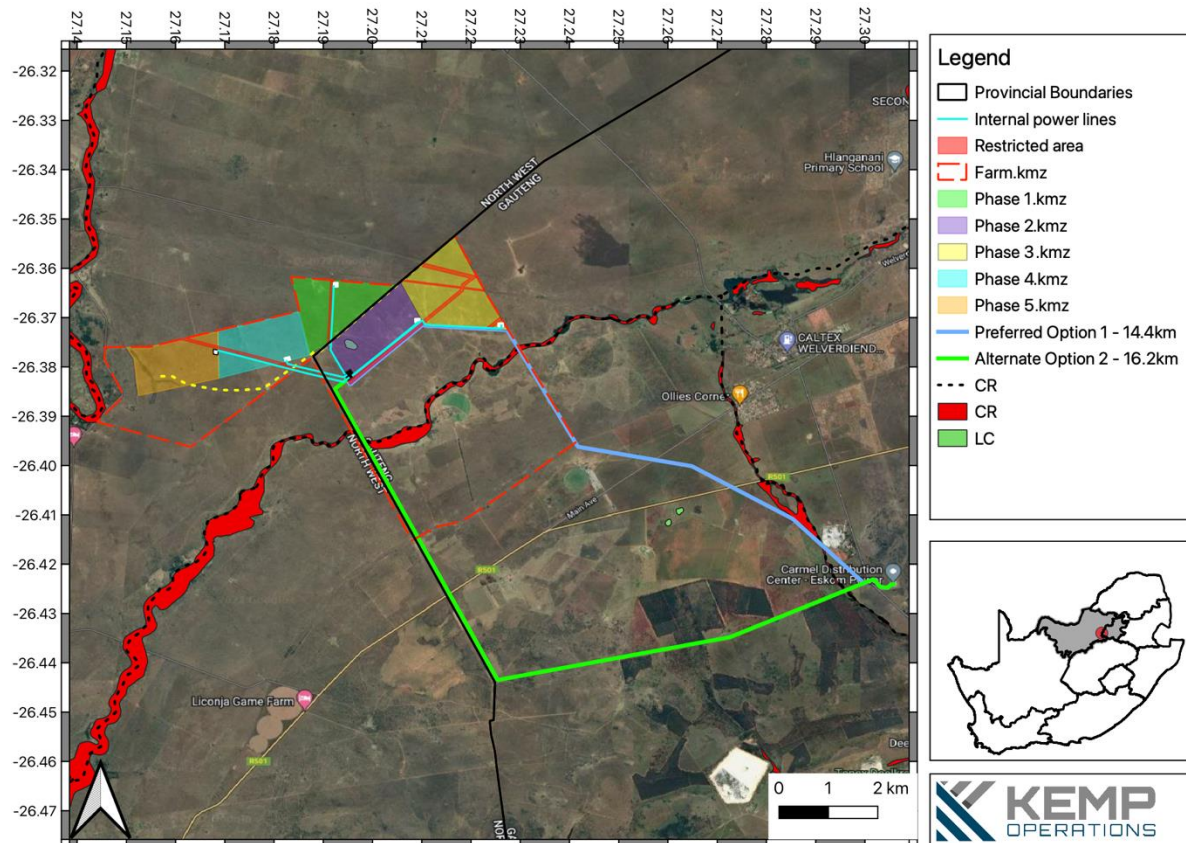 27.14
27.15
27.16
27.17
27.19
27.20
27.21
27.22
27.23
27.24
27.26
27.27
27.28
27.29
27.30
-26.32
-26.33
-26.34
-26.35
-26.36
-26.37
-26.38
-26.39
-26.40
-26.41
-26.42
-26.43
-26.44
-26.45
-26.46
-26.47
SECON
Hlanganani
Primary School
NORTH WEST
GAUTENG
CALTEX
WELVERDIEND...
Ollies Corner
NORTH WEST
R501
Main Ave
R501
Carmel Distribution
Center - Eskom Power
Liconja Game Farm
R501
Dee
0 1 2 km
Legend
Provincial Boundaries
Internal power lines
Restricted area
Farm.kmz
Phase 1.kmz
Phase 2.kmz
Phase 3.kmz
Phase 4.kmz
Phase 5.kmz
Preferred Option 1 - 14.4km
Alternate Option 2 - 16.2km
CR
CR
LC
KEMP
OPERATIONS